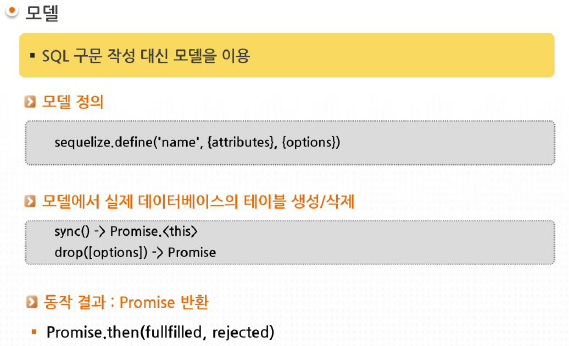 모델
▪ SQL 구문 작성 대신 모델을 이용
모델 정의
sequelize.define('name', {attributes}, {options})
모델에서 실제 데이터베이스의 테이블 생성/삭제
sync() -> Promise.<this>
drop([options]) -> Promise
동작 결과 : Promise 반환
▪ Promise.then(fullfilled, rejected)